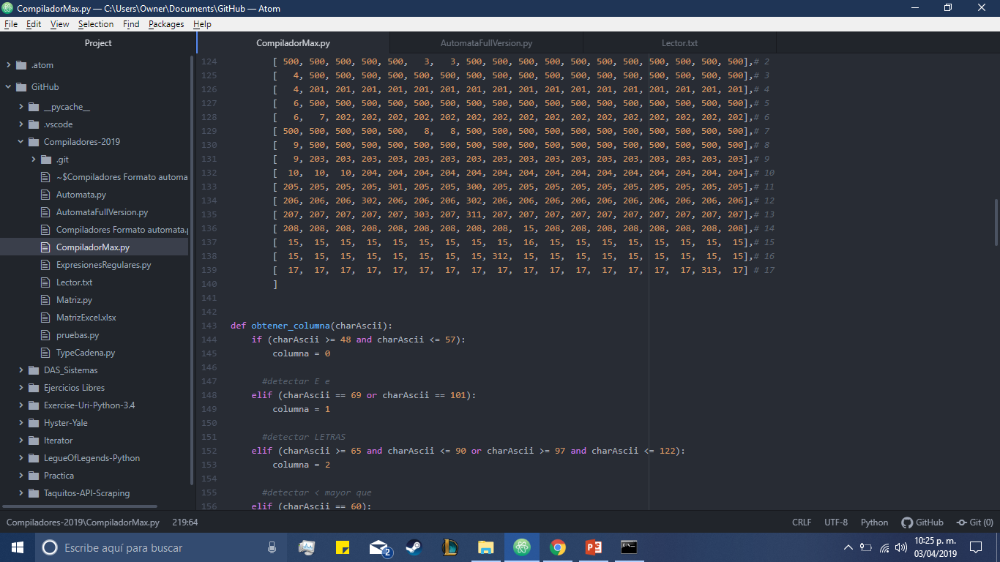 CompiladorMax.py — C:\Users\Owner\Documents\GitHub — Atom
File Edit View Selection Find Packages Help
Project
.atom
GitHub
__pycache__
.vscode
Compiladores-2019
.git
~$Compiladores Formato automa
Automata.py
AutomataFullVersion.py
Compiladores Formato automata.
CompiladorMax.py
ExpresionesRegulares.py
Lector.txt
Matriz.py
MatrizExcel.xlsx
pruebas.py
TypeCadena.py
DAS_Sistemas
Ejercicios Libres
Exercise-Uri-Python-3.4
Hyster-Yale
Iterator
LegueOfLegends-Python
Practica
Taquitos-API-Scraping
CompiladorMax.py AutomataFullVersion.py Lector.txt
124 [ 500, 500, 500, 500, 500, 3, 3, 500, 500, 500, 500, 500, 500, 500, 500, 500, 500, 500],# 2
125 [ 4, 500, 500, 500, 500, 500, 500, 500, 500, 500, 500, 500, 500, 500, 500, 500, 500, 500],# 3
126 [ 4, 201, 201, 201, 201, 201, 201, 201, 201, 201, 201, 201, 201, 201, 201, 201, 201, 201],# 4
127 [ 6, 500, 500, 500, 500, 500, 500, 500, 500, 500, 500, 500, 500, 500, 500, 500, 500, 500],# 5
128 [ 6, 7, 202, 202, 202, 202, 202, 202, 202, 202, 202, 202, 202, 202, 202, 202, 202, 202],# 6
129 [ 500, 500, 500, 500, 500, 8, 8, 500, 500, 500, 500, 500, 500, 500, 500, 500, 500, 500],# 7
130 [ 9, 500, 500, 500, 500, 500, 500, 500, 500, 500, 500, 500, 500, 500, 500, 500, 500, 500],# 8
131 [ 9, 203, 203, 203, 203, 203, 203, 203, 203, 203, 203, 203, 203, 203, 203, 203, 203, 203],# 9
132 [ 10, 10, 10, 204, 204, 204, 204, 204, 204, 204, 204, 204, 204, 204, 204, 204, 204, 204],# 10
133 [ 205, 205, 205, 205, 301, 205, 205, 300, 205, 205, 205, 205, 205, 205, 205, 205, 205, 205],# 11
134 [ 206, 206, 206, 302, 206, 206, 206, 302, 206, 206, 206, 206, 206, 206, 206, 206, 206, 206],# 12
135 [ 207, 207, 207, 207, 207, 303, 207, 311, 207, 207, 207, 207, 207, 207, 207, 207, 207, 207],# 13
136 [ 208, 208, 208, 208, 208, 208, 208, 208, 208, 15, 208, 208, 208, 208, 208, 208, 208, 208],# 14
137 [ 15, 15, 15, 15, 15, 15, 15, 15, 15, 16, 15, 15, 15, 15, 15, 15, 15, 15],# 15
138 [ 15, 15, 15, 15, 15, 15, 15, 15, 312, 15, 15, 15, 15, 15, 15, 15, 15, 15],# 16
139 [ 17, 17, 17, 17, 17, 17, 17, 17, 17, 17, 17, 17, 17, 17, 17, 17, 313, 17] # 17
140 ]
141
142
143 def obtener_columna(charAscii):
144 if (charAscii >= 48 and charAscii <= 57):
145 columna = 0
146
147 #detectar E e
148 elif (charAscii == 69 or charAscii == 101):
149 columna = 1
150
151 #detectar LETRAS
152 elif (charAscii >= 65 and charAscii <= 90 or charAscii >= 97 and charAscii <= 122):
153 columna = 2
154
155 #detectar < mayor que
156 elif (charAscii == 60):
Compiladores-2019\CompiladorMax.py 219:64 CRLF UTF-8 Python GitHub Git (0)
Escribe aquí para buscar
2
10:25 p. m.
03/04/2019